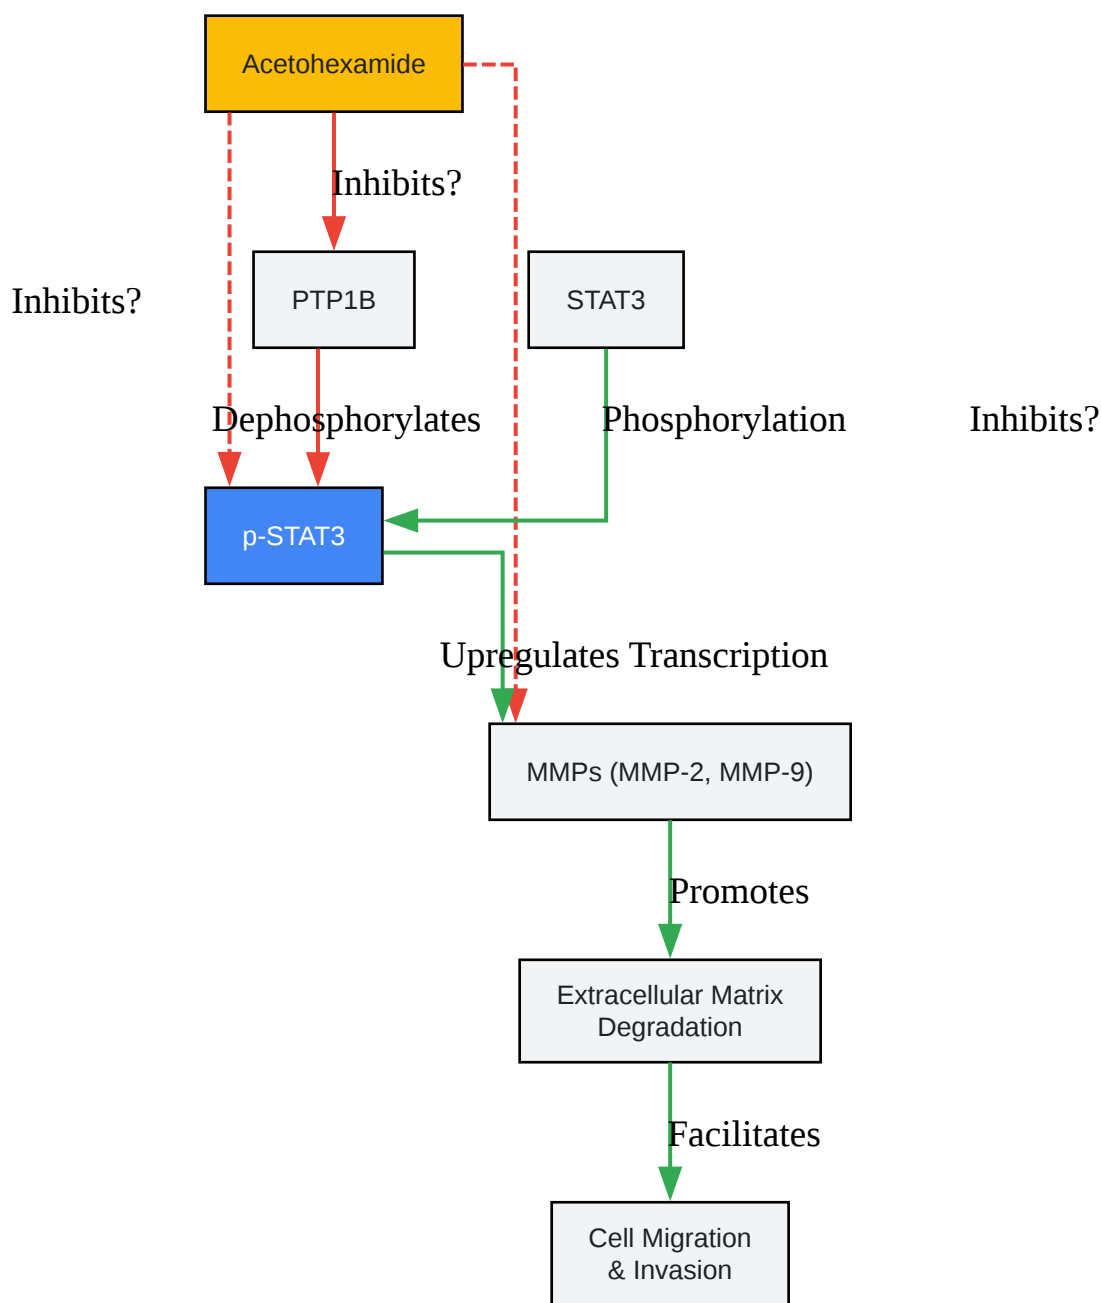 Acetohexamide
Inhibits?
PTP1B
STAT3
Inhibits?
Dephosphorylates
Phosphorylation
Inhibits?
p-STAT3
Upregulates Transcription
MMPs (MMP-2, MMP-9)
Promotes
Extracellular Matrix
Degradation
Facilitates
Cell Migration
& Invasion